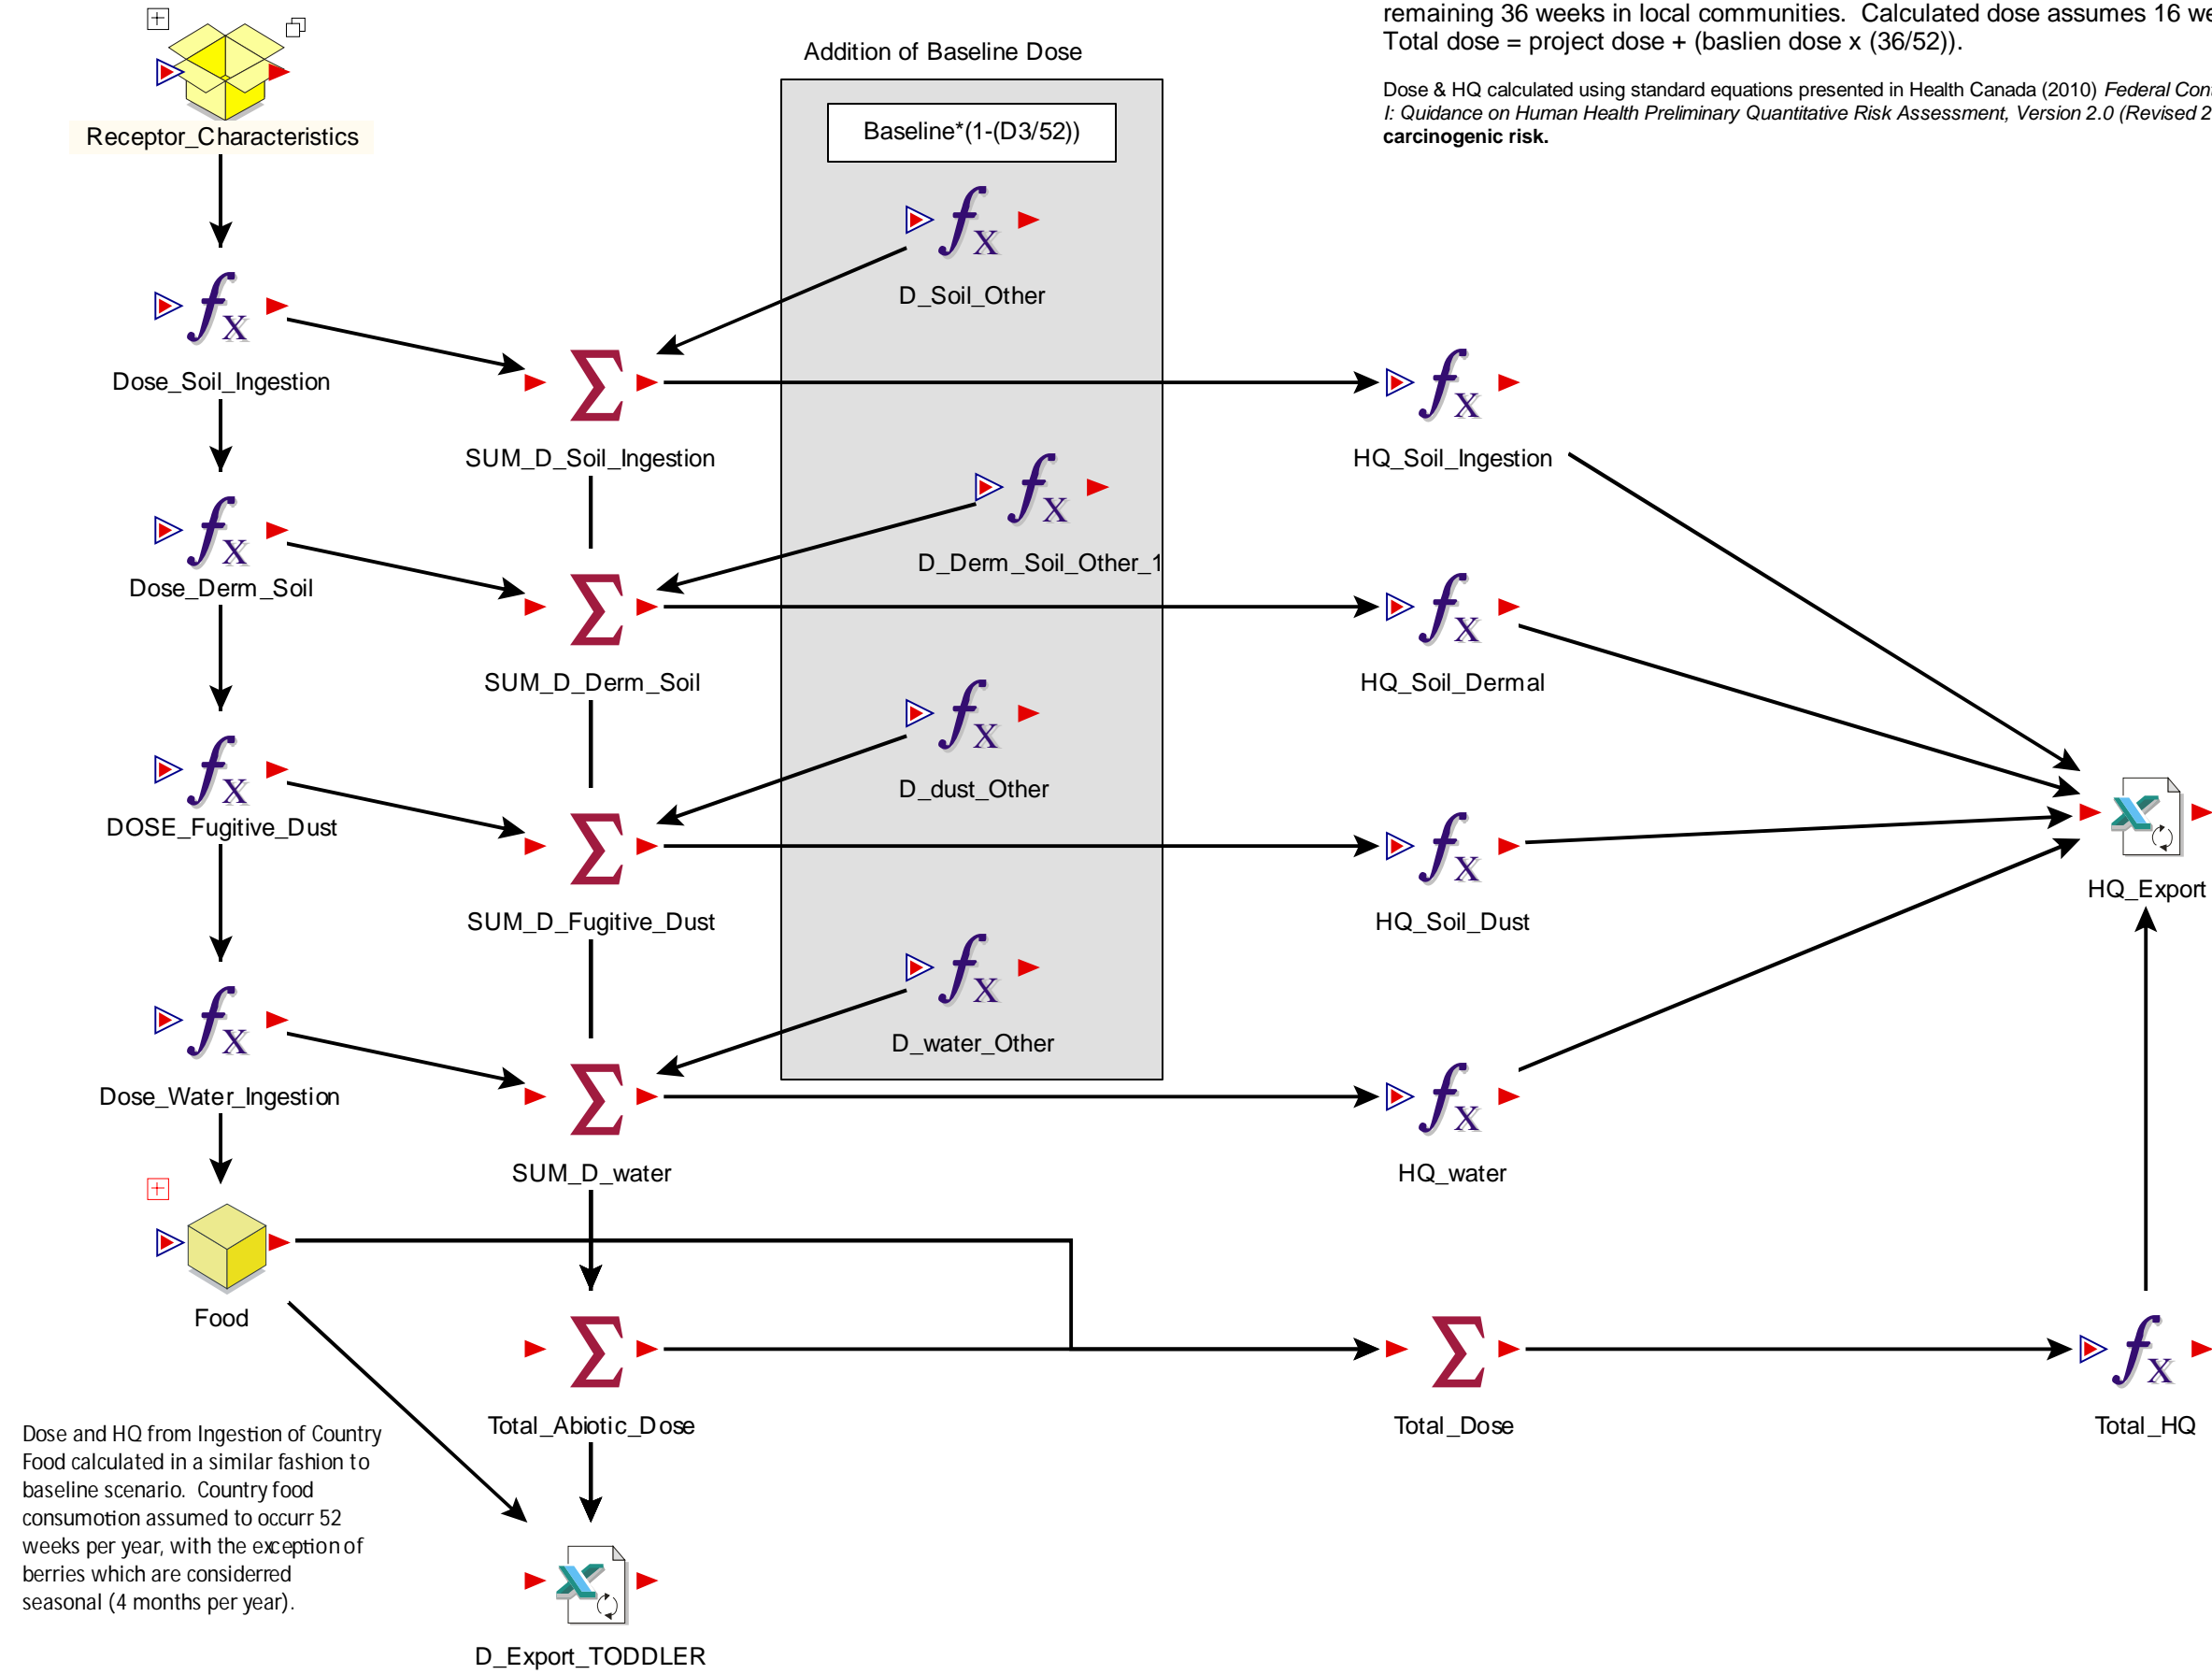 remaining 36 weeks in local communities. Calculated dose assumes 16
Total dose = project dose + (baslien dose x (36/52)).
Dose & HQ calculated using standard equations presented in Health Canada (2010) Federal
I: Quidance on Human Health Preliminary Quantitative Risk Assessment, Version 2.0 (Revised
carcinogenic risk.
Addition of Baseline Dose
Baseline*(1-(D3/52))
Receptor_Characteristics
D_Soil_Other
Dose_Soil_Ingestion
SUM_D_Soil_Ingestion
HQ_Soil_Ingestion
D_Derm_Soil_Other_1
Dose_Derm_Soil
SUM_D_Derm_Soil
HQ_Soil_Dermal
D_dust_Other
DOSE_Fugitive_Dust
HQ_Export
SUM_D_Fugitive_Dust
HQ_Soil_Dust
D_water_Other
Dose_Water_Ingestion
SUM_D_water
HQ_water
Food
Total_Abiotic_Dose
Total_Dose
Total_HQ
Dose and HQ from Ingestion of Country
Food calculated in a similar fashion to
baseline scenario. Country food
consumotion assumed to occurr 52
weeks per year, with the exception of
berries which are considerred
seasonal (4 months per year).
D_Export_TODDLER